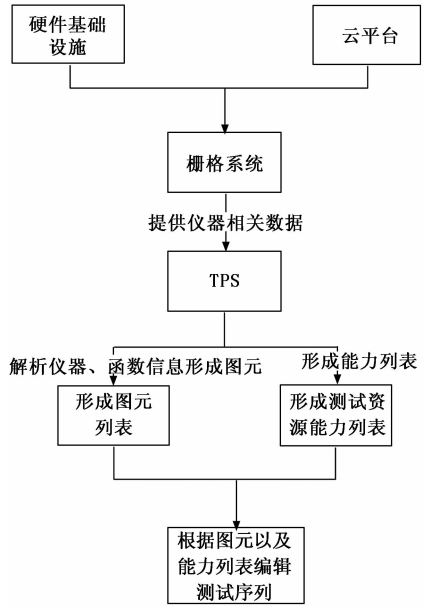 硬件基础
设施
云平台
栅格系统
提供仪器相关数据
TPS
解析仪器、函数信息形成图元
形成能力列表
形成图元
列表
形成测试资
源能力列表
根据图元以及
能力列表编辑
测试序列